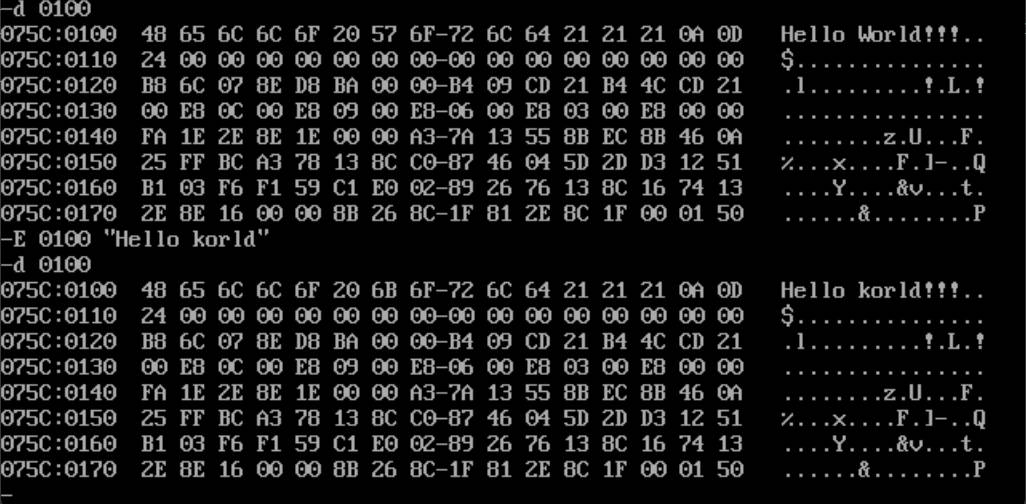 -d 0100
075C:0100  48 65 6C 6C 6F 20 57 6F-72 6C 64 21 21 21 0A 0D   Hello World!!!..
075C:0110  24 00 00 00 00 00 00 00-00 00 00 00 00 00 00 00   $...............
075C:0120  B8 6C 07 8E D8 BA 00 00-B4 09 CD 21 B4 4C CD 21   .l.........!.L.!
075C:0130  00 E8 0C 00 E8 09 00 E8-06 00 E8 03 00 E8 00 00   ................
075C:0140  FA 1E 2E 8E 1E 00 00 A3-7A 13 55 8B EC 8B 46 0A   ........z.U...F.
075C:0150  25 FF BC A3 78 13 8C C0-87 46 04 5D 2D D3 12 51   %...x....F.]-..Q
075C:0160  B1 03 F6 F1 59 C1 E0 02-89 26 76 13 8C 16 74 13   ....Y....&v...t.
075C:0170  2E 8E 16 00 00 8B 26 8C-1F 81 2E 8C 1F 00 01 50   ......&........P
-E 0100 "Hello korld"
-d 0100
075C:0100  48 65 6C 6C 6F 20 6B 6F-72 6C 64 21 21 21 0A 0D   Hello korld!!!..
075C:0110  24 00 00 00 00 00 00 00-00 00 00 00 00 00 00 00   $...............
075C:0120  B8 6C 07 8E D8 BA 00 00-B4 09 CD 21 B4 4C CD 21   .l.........!.L.!
075C:0130  00 E8 0C 00 E8 09 00 E8-06 00 E8 03 00 E8 00 00   ................
075C:0140  FA 1E 2E 8E 1E 00 00 A3-7A 13 55 8B EC 8B 46 0A   ........z.U...F.
075C:0150  25 FF BC A3 78 13 8C C0-87 46 04 5D 2D D3 12 51   %...x....F.]-..Q
075C:0160  B1 03 F6 F1 59 C1 E0 02-89 26 76 13 8C 16 74 13   ....Y....&v...t.
075C:0170  2E 8E 16 00 00 8B 26 8C-1F 81 2E 8C 1F 00 01 50   ......&........P
-